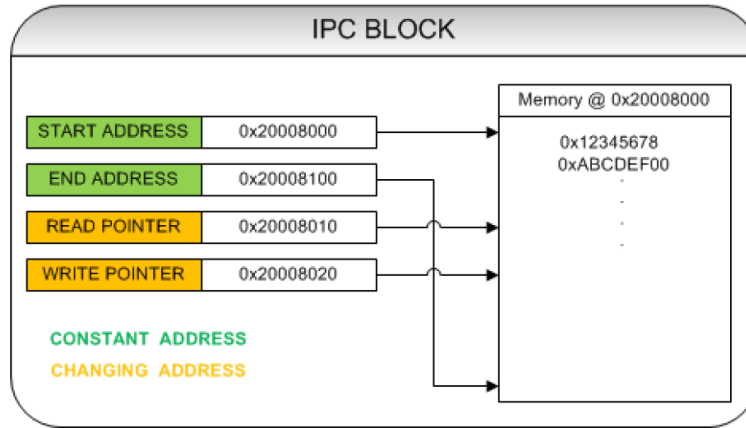 IPC BLOCK
Memory @ 0x20008000
START ADDRESS 0x20008000
0x12345678
0xABCDEF00
END ADDRESS 0x20008100
READ POINTER 0x20008010
WRITE POINTER 0x20008020
CONSTANT ADDRESS
CHANGING ADDRESS